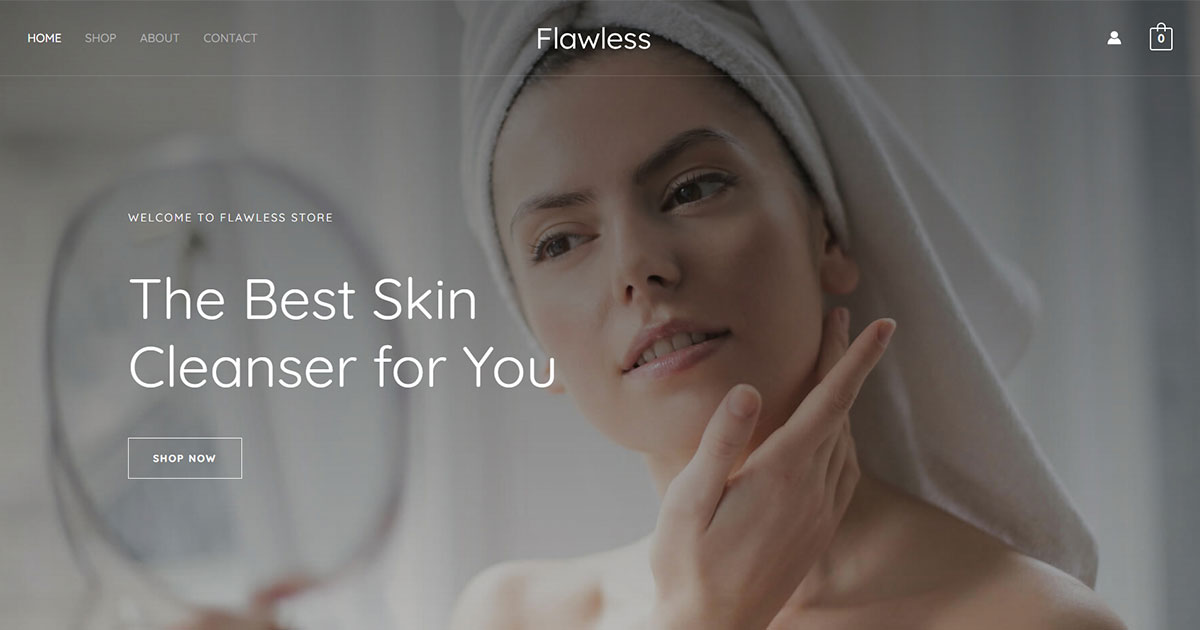 HOME SHOP ABOUT CONTACT Flawless 0
WELCOME TO FLAWLESS STORE
The Best Skin
Cleanser for You
SHOP NOW